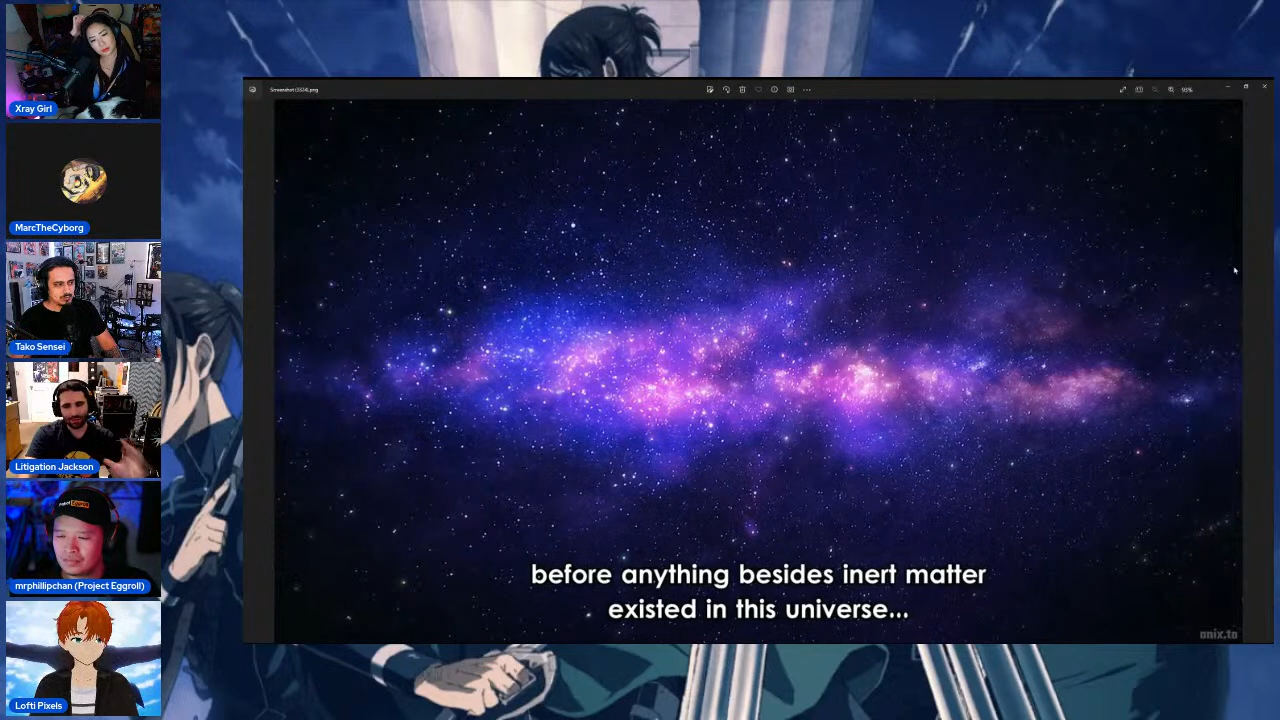 Xray Girl
MarcTheCyborg
Tako Sensei
Litigation Jackson
mrphillipchan (Project Eggroll)
Lofti Pixels
93%
before anything besides inert matter
existed in this universe...
anix.to